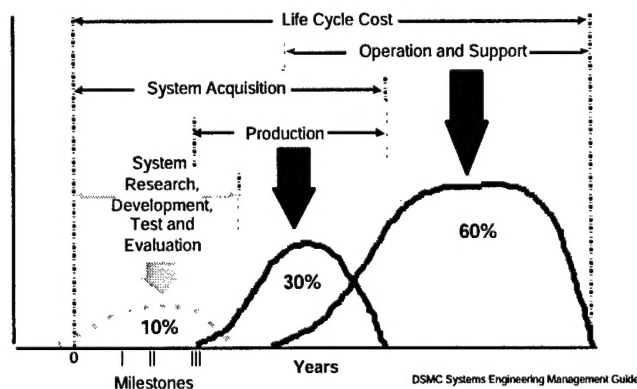 Life Cycle Cost
Operation and Support
System Acquisition
Production
System
Research,
Development,
Test and
Evaluation
60%
30%
10%
0 I II III Years
Milestones
DSMC Systems Engineering Management Guide